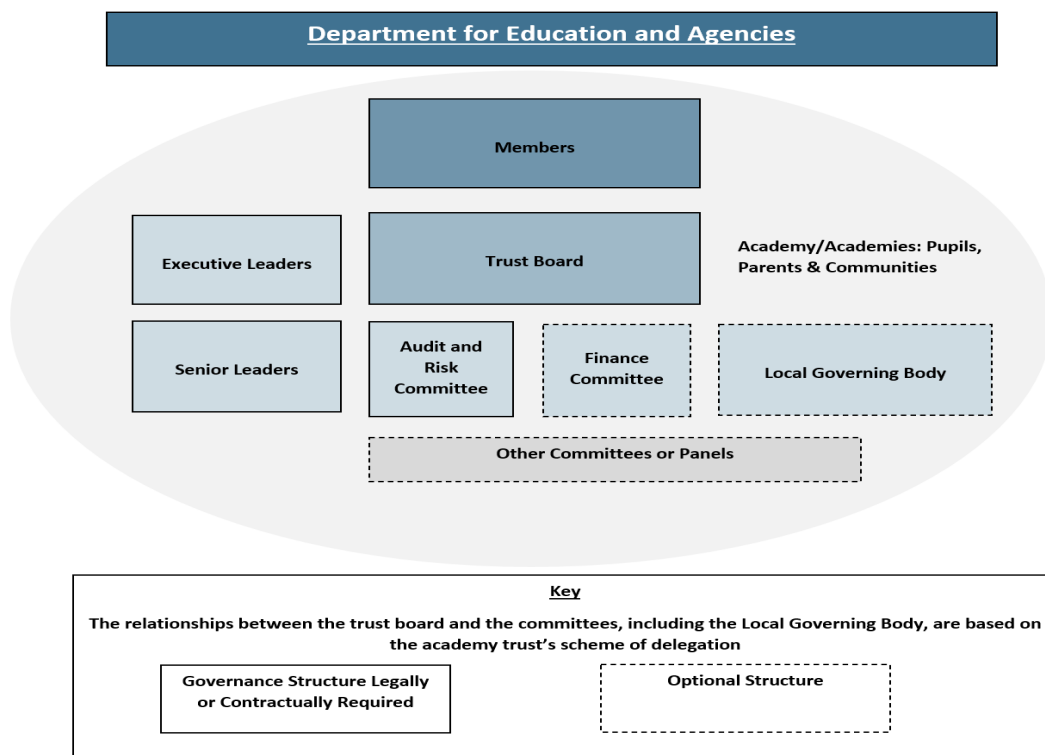 Department for Education and Agencies
Members
Executive Leaders
Trust Board
Academy/Academies: Pupils,
Parents & Communities
Senior Leaders
Audit and
Risk
Committee
Finance
Committee
Local Governing Body
Other Committees or Panels
Key
The relationships between the trust board and the committees, including the Local Governing Body, are based on
the academy trust’s scheme of delegation
Governance Structure Legally
or Contractually Required
Optional Structure